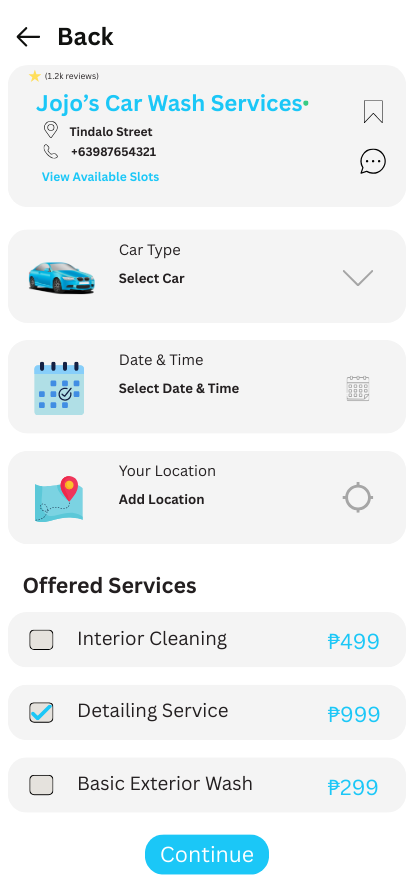 Back
(1.2k reviews)
Jojo's Car Wash Services
Tindalo Street
+63987654321
View Available Slots
Car Type
Select Car
Date & Time
Select Date & Time
Your Location
Add Location
Offered Services
Interior Cleaning ₱499
Detailing Service ₱999
Basic Exterior Wash ₱299
Continue